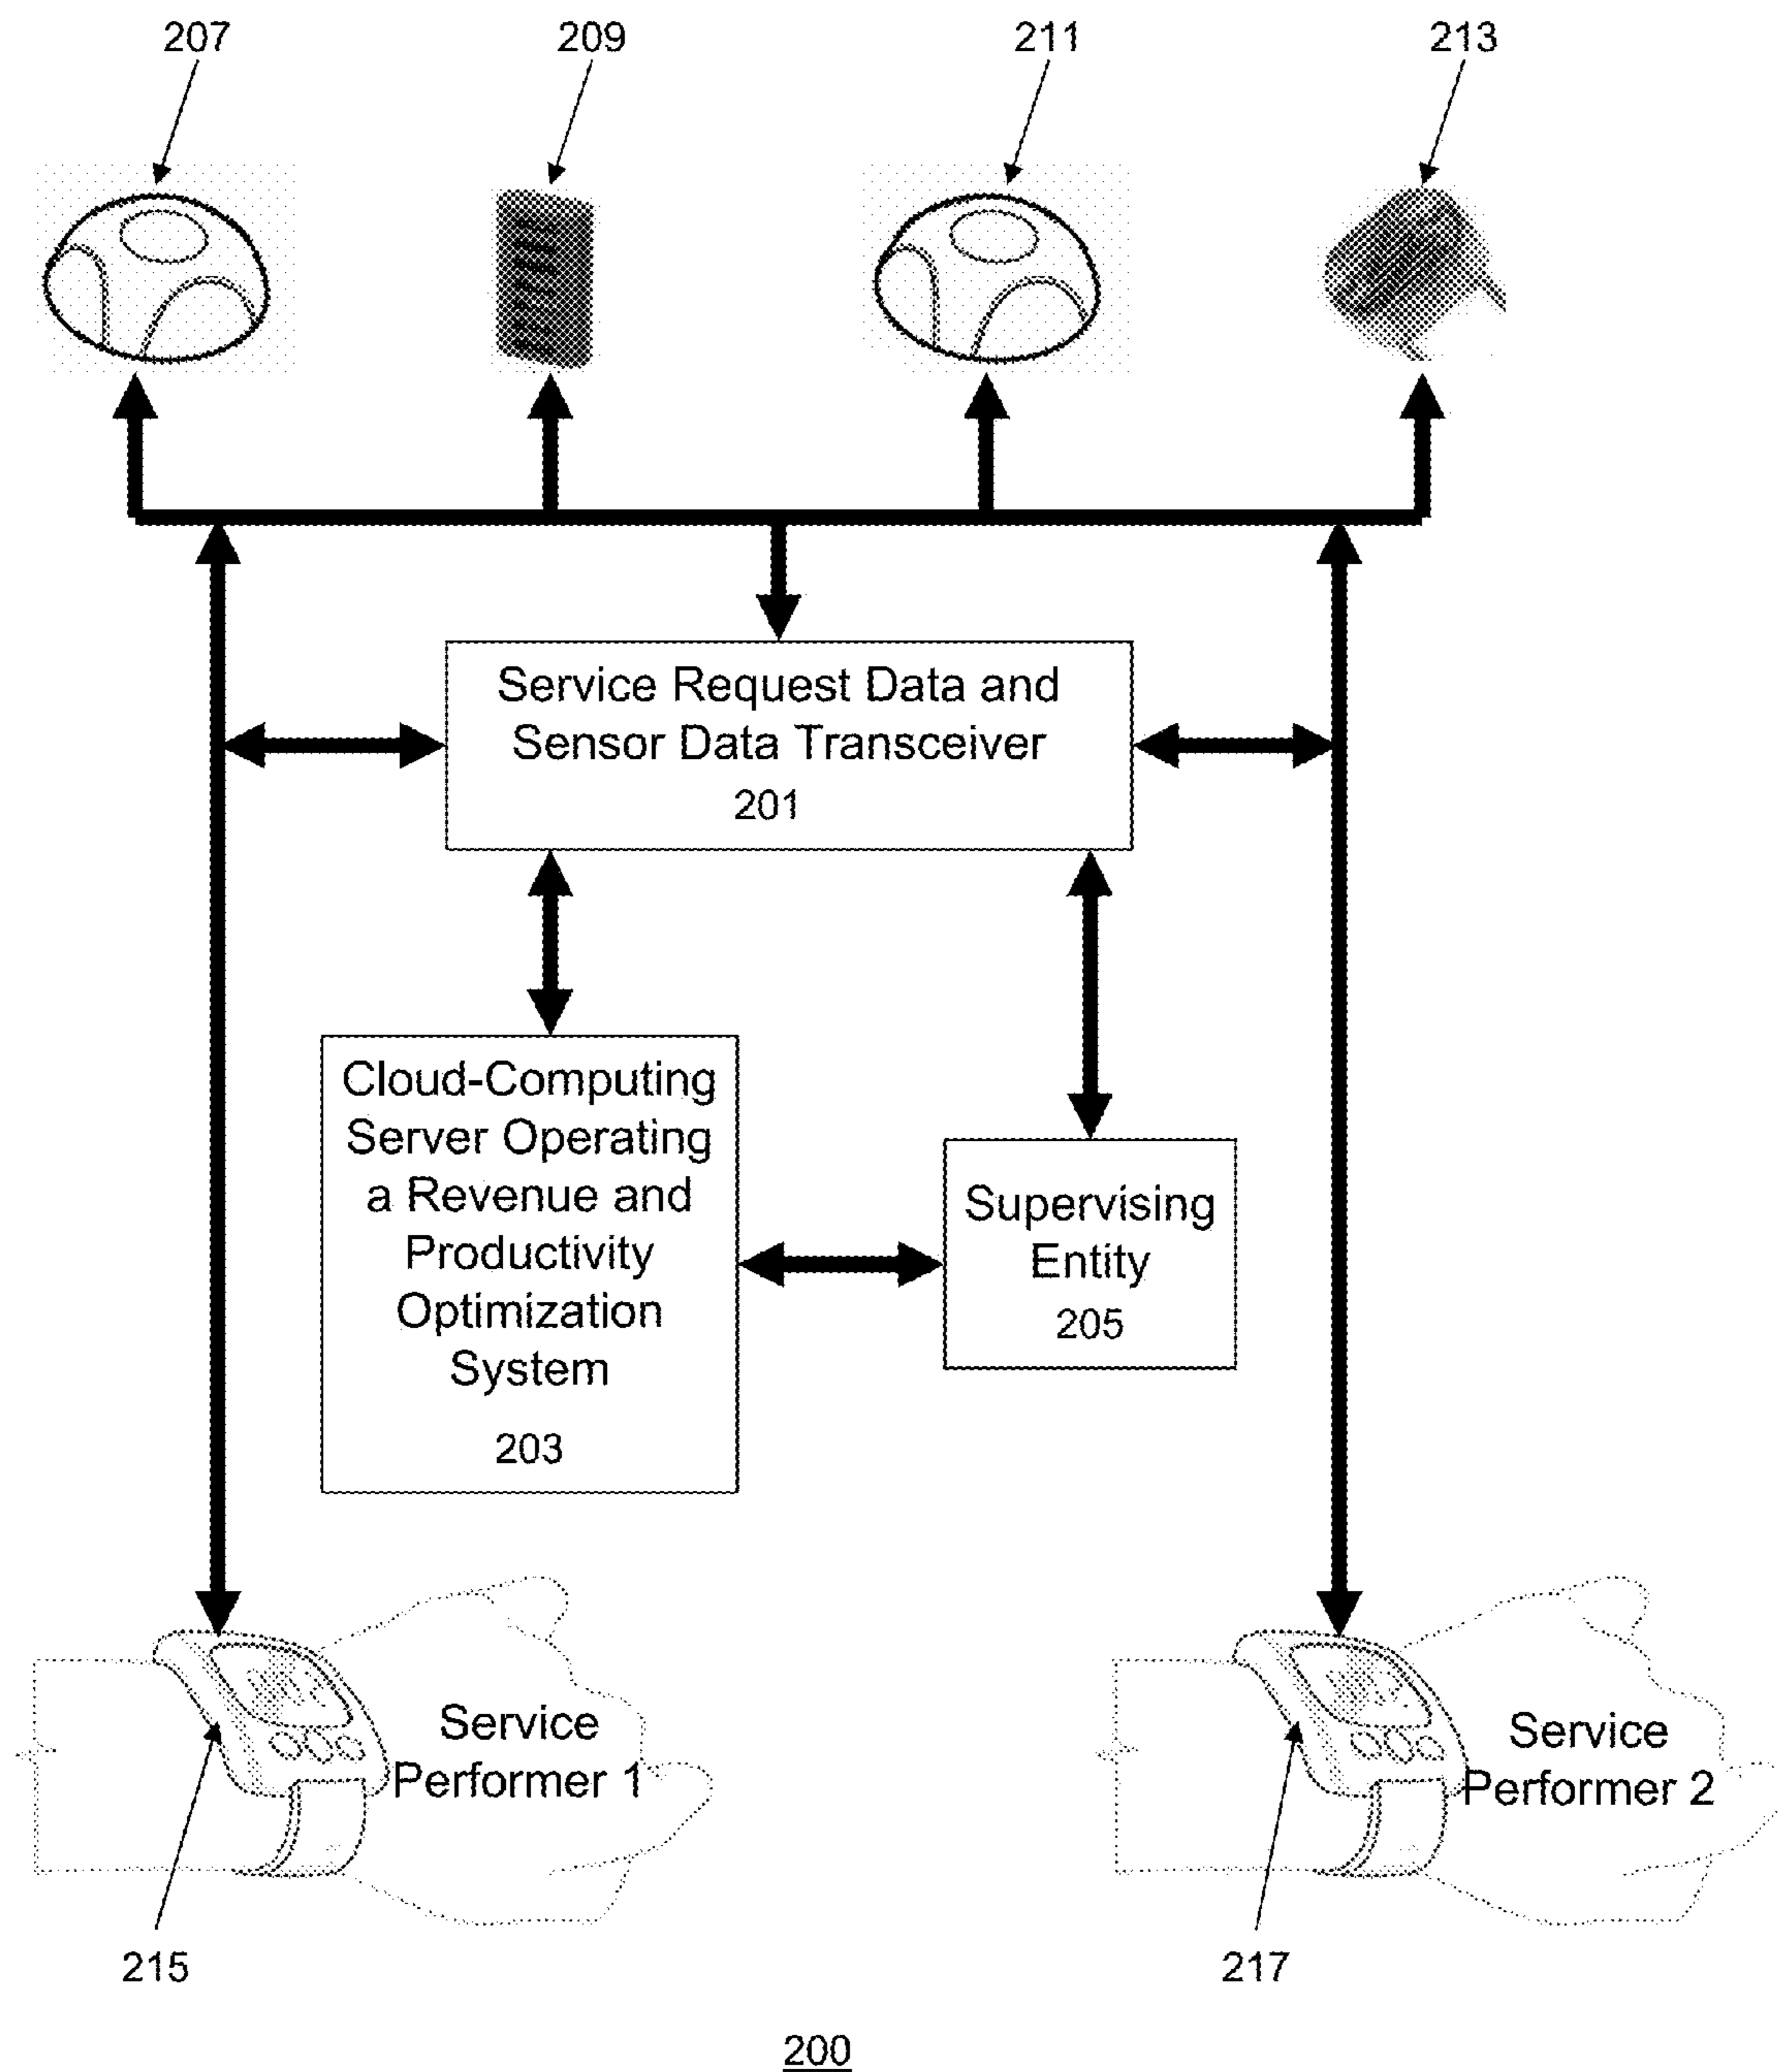 207
209
211
213
Service Request Data and
Sensor Data Transceiver
201
Cloud-Computing
Server Operating
a Revenue and
Productivity
Optimization
System
203
Supervising
Entity
205
Service
Performer 1
Service
Performer 2
215
217
200